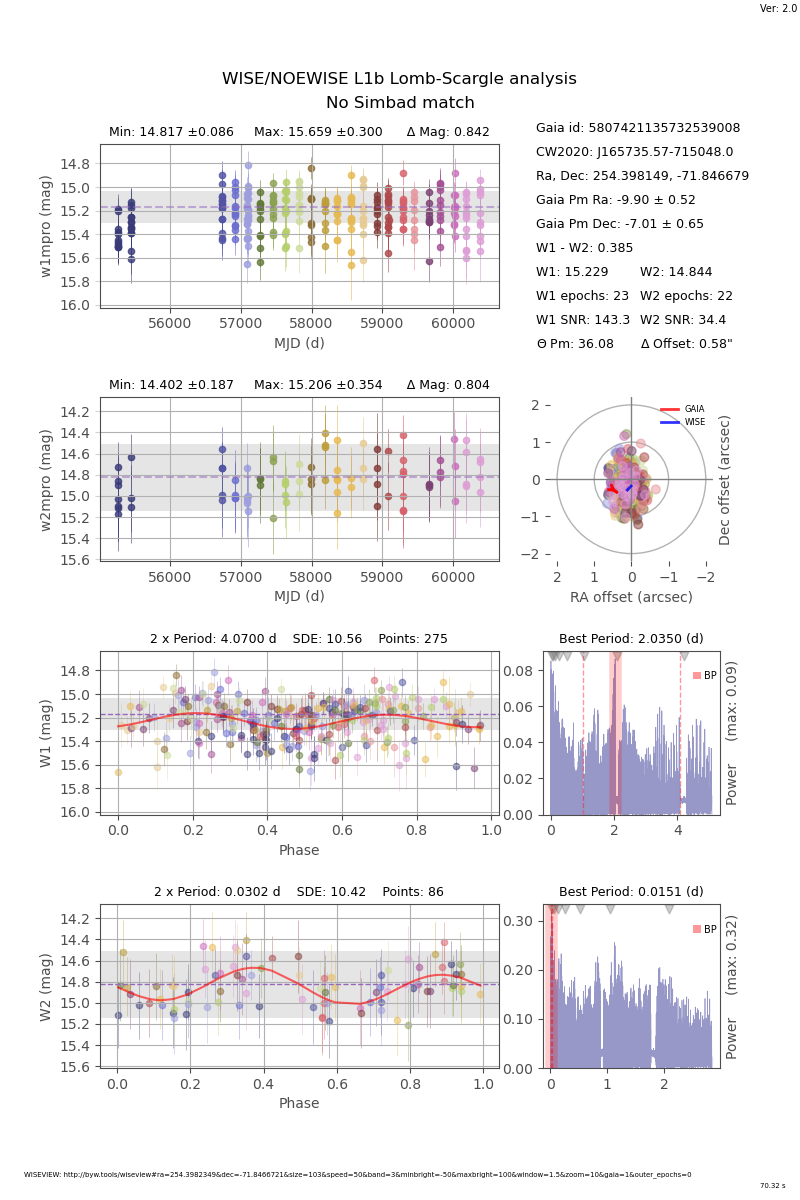 Ver: 2.0
WISE/NOEWISE L1b Lomb-Scargle analysis
No Simbad match
Min: 14.817 ±0.086 Max: 15.659 ±0.300 Δ Mag: 0.842
14.8
15.0
15.2
15.4
15.6
15.8
16.0
w1mpro (mag)
56000 57000 58000 59000 60000
MJD (d)
Gaia id: 5807421135732539008
CW2020: J165735.57-715048.0
Ra, Dec: 254.398149, -71.846679
Gaia Pm Ra: -9.90 ± 0.52
Gaia Pm Dec: -7.01 ± 0.65
W1 - W2: 0.385
W1: 15.229 W2: 14.844
W1 epochs: 23 W2 epochs: 22
W1 SNR: 143.3 W2 SNR: 34.4
Θ Pm: 36.08 Δ Offset: 0.58"
Min: 14.402 ±0.187 Max: 15.206 ±0.354 Δ Mag: 0.804
14.2
14.4
14.6
14.8
15.0
15.2
15.4
15.6
w2mpro (mag)
56000 57000 58000 59000 60000
MJD (d)
GAIA
WISE
2
1
0
−1
−2
2 1 0 −1 −2
RA offset (arcsec)
Dec offset (arcsec)
2 x Period: 4.0700 d SDE: 10.56 Points: 275
14.8
15.0
15.2
15.4
15.6
15.8
16.0
W1 (mag)
0.0 0.2 0.4 0.6 0.8 1.0
Phase
Best Period: 2.0350 (d)
BP
0.08
0.06
0.04
0.02
0.00
0 2 4
Power (max: 0.09)
2 x Period: 0.0302 d SDE: 10.42 Points: 86
14.2
14.4
14.6
14.8
15.0
15.2
15.4
15.6
W2 (mag)
0.0 0.2 0.4 0.6 0.8 1.0
Phase
Best Period: 0.0151 (d)
BP
0.30
0.20
0.10
0.00
0 1 2
Power (max: 0.32)
WISEVIEW: http://byw.tools/wiseview#ra=254.3982349&dec=-71.8466721&size=103&speed=50&band=3&minbright=-50&maxbright=100&window=1.5&zoom=10&gaia=1&outer_epochs=0
70.32 s